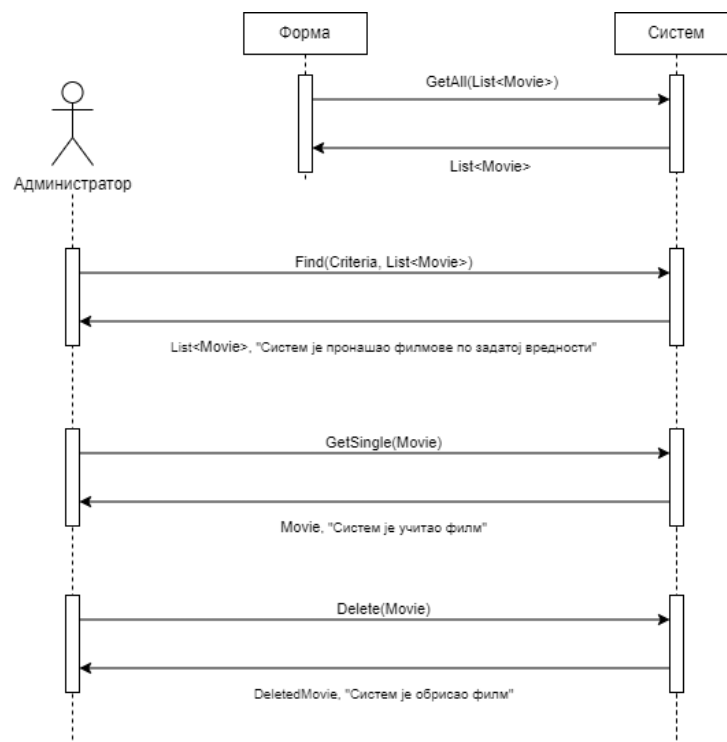 Форма
Систем
GetAll(List<Movie>)
List<Movie>
Администратор
Find(Criteria, List<Movie>)
List<Movie>, "Систем је пронашао филмове по задатој вредности"
GetSingle(Movie)
Movie, "Систем је учитао филм"
Delete(Movie)
DeletedMovie, "Систем је обрисао филм"